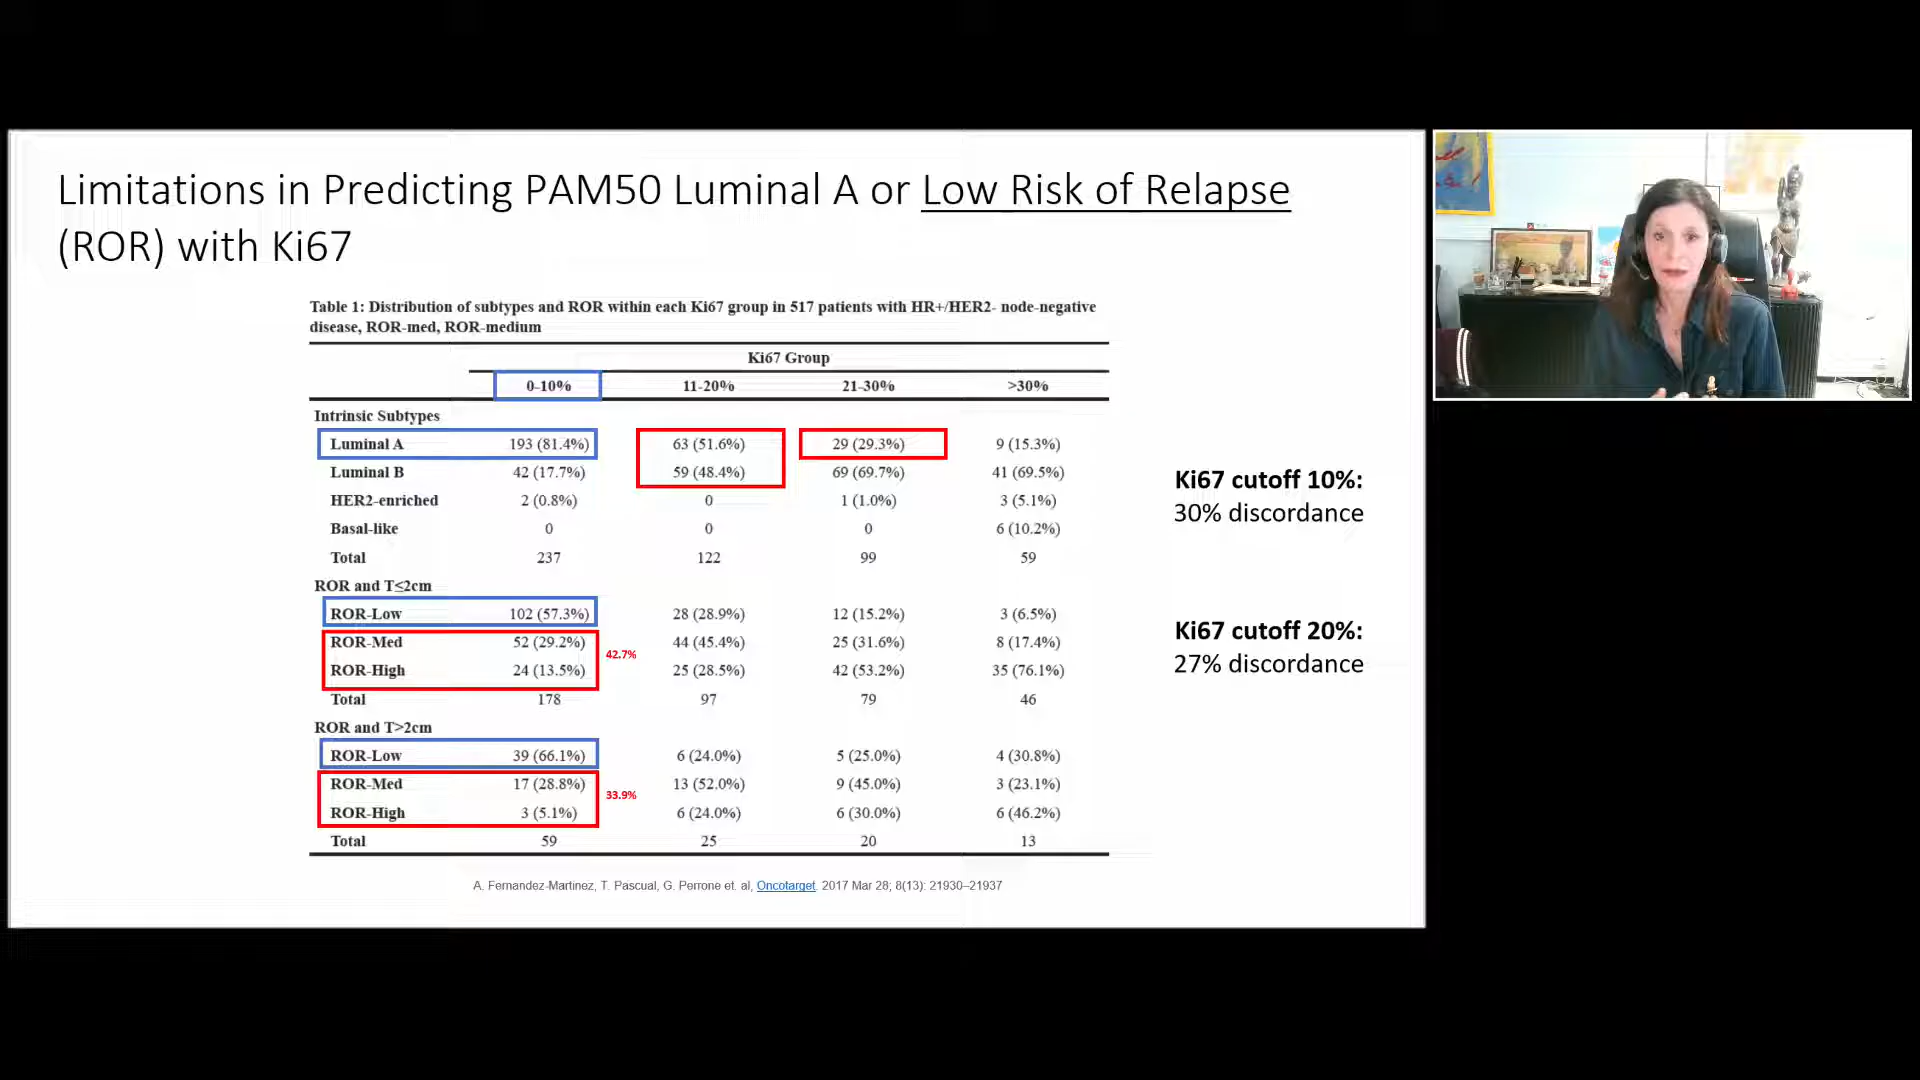 Limitations in Predicting PAM50 Luminal A or Low Risk of Relapse
(ROR) with Ki67
Table 1: Distribution of subtypes and ROR within each Ki67 group in 517 patients with HR+/HER2- node-negative
disease, ROR-med, ROR-medium
Ki67 Group
0-10% 11-20% 21-30% >30%
Intrinsic Subtypes
Luminal A 193 (81.4%) 63 (51.6%) 29 (29.3%) 9 (15.3%)
Luminal B 42 (17.7%) 59 (48.4%) 69 (69.7%) 41 (69.5%)
HER2-enriched 2 (0.8%) 0 1 (1.0%) 3 (5.1%)
Basal-like 0 0 0 6 (10.2%)
Total 237 122 99 59
ROR and T≤2cm
ROR-Low 102 (57.3%) 28 (28.9%) 12 (15.2%) 3 (6.5%)
ROR-Med 52 (29.2%) 44 (45.4%) 25 (31.6%) 8 (17.4%)
42.7%
ROR-High 24 (13.5%) 25 (28.5%) 42 (53.2%) 35 (76.1%)
Total 178 97 79 46
ROR and T>2cm
ROR-Low 39 (66.1%) 6 (24.0%) 5 (25.0%) 4 (30.8%)
ROR-Med 17 (28.8%) 13 (52.0%) 9 (45.0%) 3 (23.1%)
33.9%
ROR-High 3 (5.1%) 6 (24.0%) 6 (30.0%) 6 (46.2%)
Total 59 25 20 13
Ki67 cutoff 10%:
30% discordance
Ki67 cutoff 20%:
27% discordance
A. Fernandez-Martinez, T. Pascual, G. Perrone et. al, Oncotarget. 2017 Mar 28; 8(13): 21930–21937